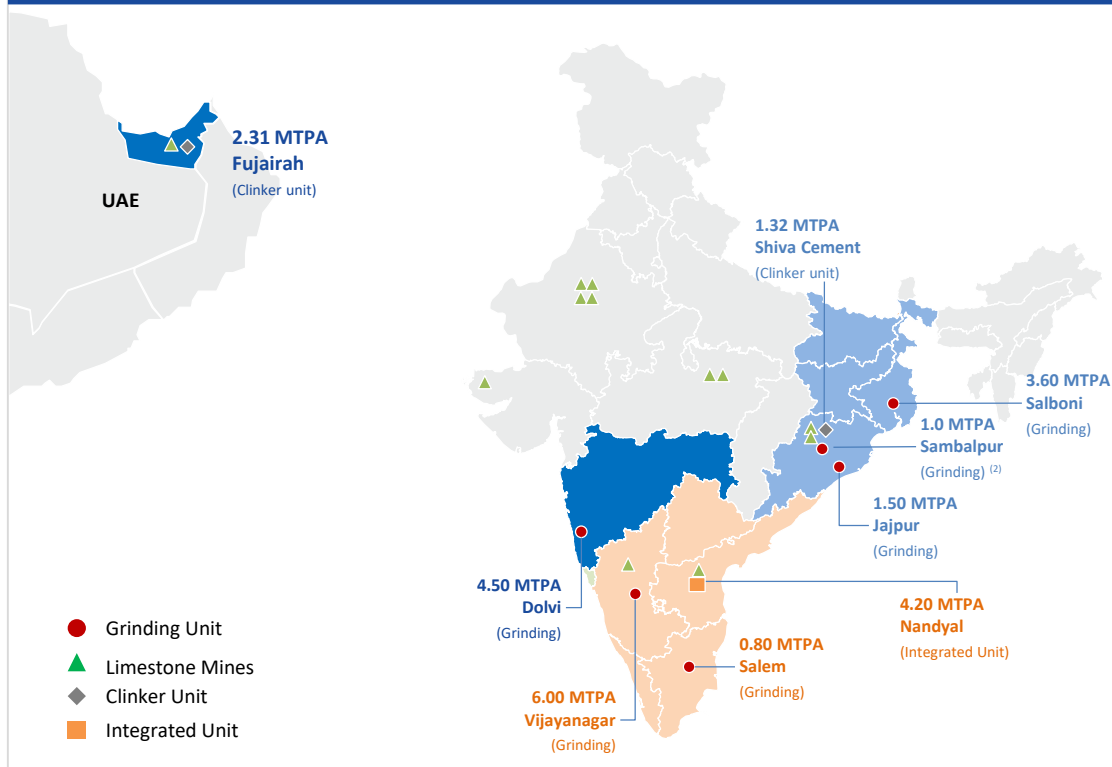 2.31 MTPA
Fujairah
(Clinker unit)
UAE
1.32 MTPA
Shiva Cement
(Clinker unit)
3.60 MTPA
Salboni
(Grinding)
1.0 MTPA
Sambalpur
(Grinding) (2)
1.50 MTPA
Jajpur
(Grinding)
4.50 MTPA
Dolvi
(Grinding)
4.20 MTPA
Nandyal
(Integrated Unit)
0.80 MTPA
Salem
(Grinding)
6.00 MTPA
Vijayanagar
(Grinding)
Grinding Unit
Limestone Mines
Clinker Unit
Integrated Unit